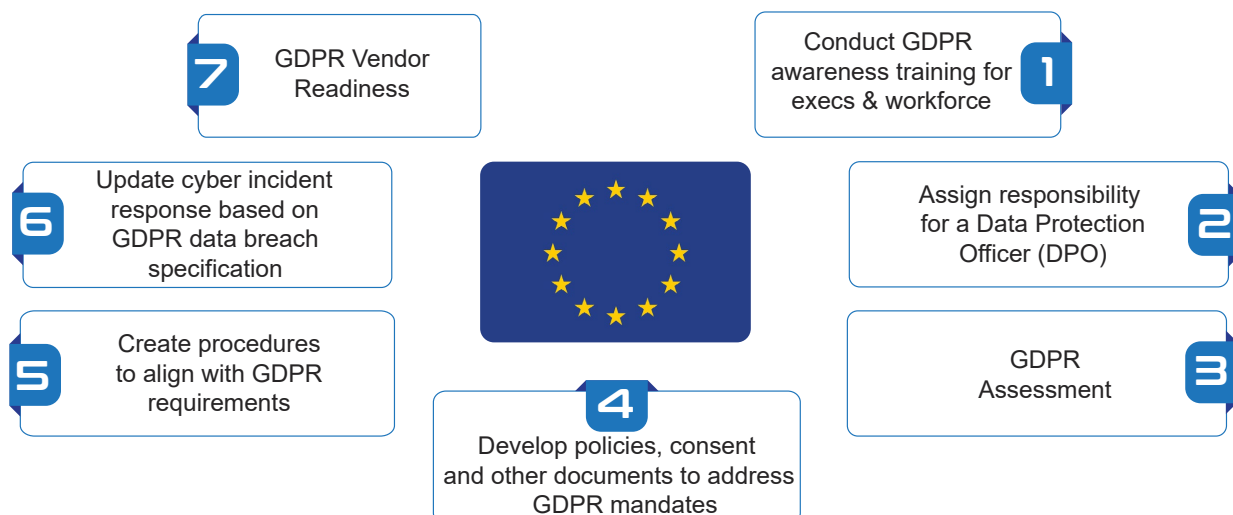 1
Conduct GDPR
awareness training for
execs & workforce
2
Assign responsibility
for a Data Protection
Officer (DPO)
3
GDPR
Assessment
4
Develop policies, consent
and other documents to address
GDPR mandates
5
Create procedures
to align with GDPR
requirements
6
Update cyber incident
response based on
GDPR data breach
specification
7
GDPR Vendor
Readiness